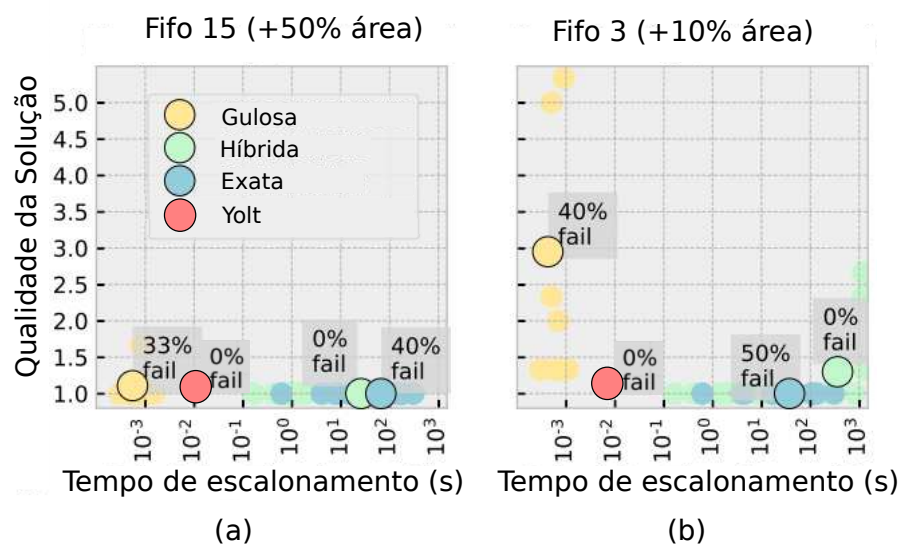 Fifo 15 (+50% área)
Fifo 3 (+10% área)
Qualidade da Solução
5.0
4.5
4.0
3.5
3.0
2.5
2.0
1.5
1.0
Gulosa
Híbrida
Exata
Yolt
33%
fail
0%
fail
0%
fail
40%
fail
10⁻³
10⁻²
10⁻¹
10⁰
10¹
10²
10³
Tempo de escalonamento (s)
(a)
40%
fail
0%
fail
50%
fail
0%
fail
10⁻³
10⁻²
10⁻¹
10⁰
10¹
10²
10³
Tempo de escalonamento (s)
(b)